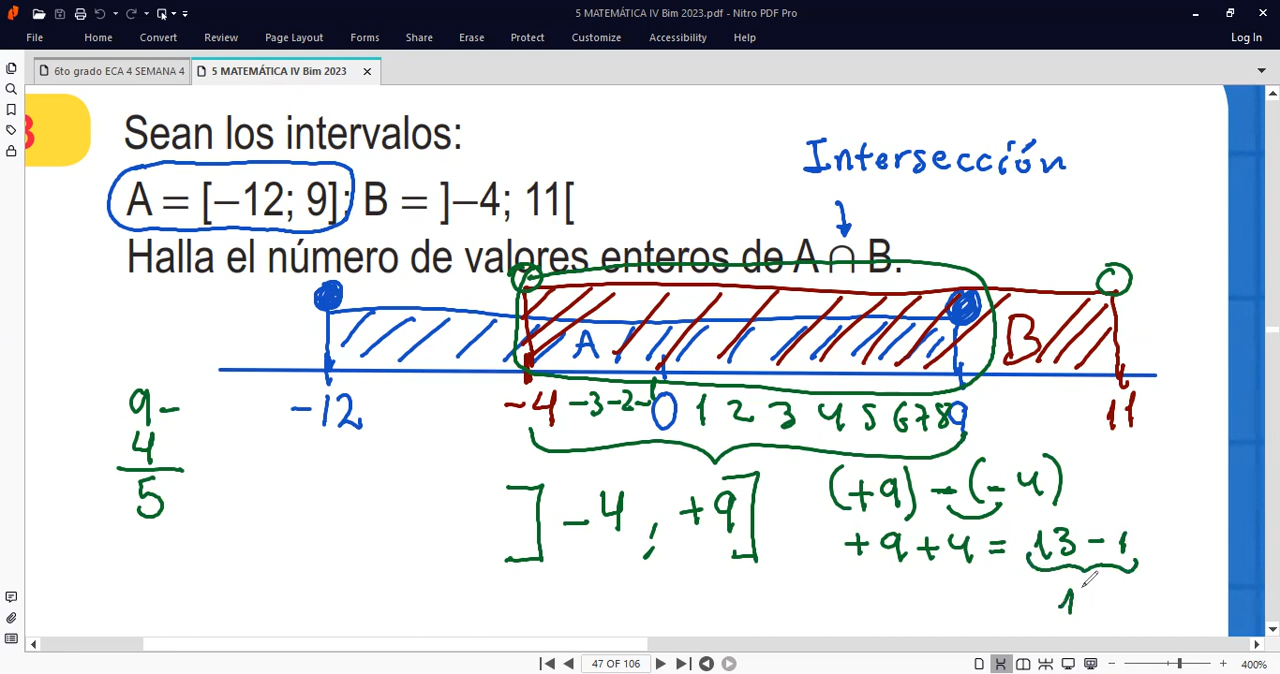 5 MATEMÁTICA IV Bim 2023.pdf - Nitro PDF Pro
File Home Convert Review Page Layout Forms Share Erase Protect Customize Accessibility Help Log In
6to grado ECA 4 SEMANA 4 5 MATEMÁTICA IV Bim 2023
3
Sean los intervalos:
Intersección
A = [−12; 9]; B = ]−4; 11[
Halla el número de valores enteros de A ∩ B.
A B
-12 -4 -3 -2 -1 0 1 2 3 4 5 6 7 8 9 11
9 -
4
5
]-4 ; +9]
(+9) - (-4)
+9 + 4 = 13 - 1
1
47 OF 106 400%